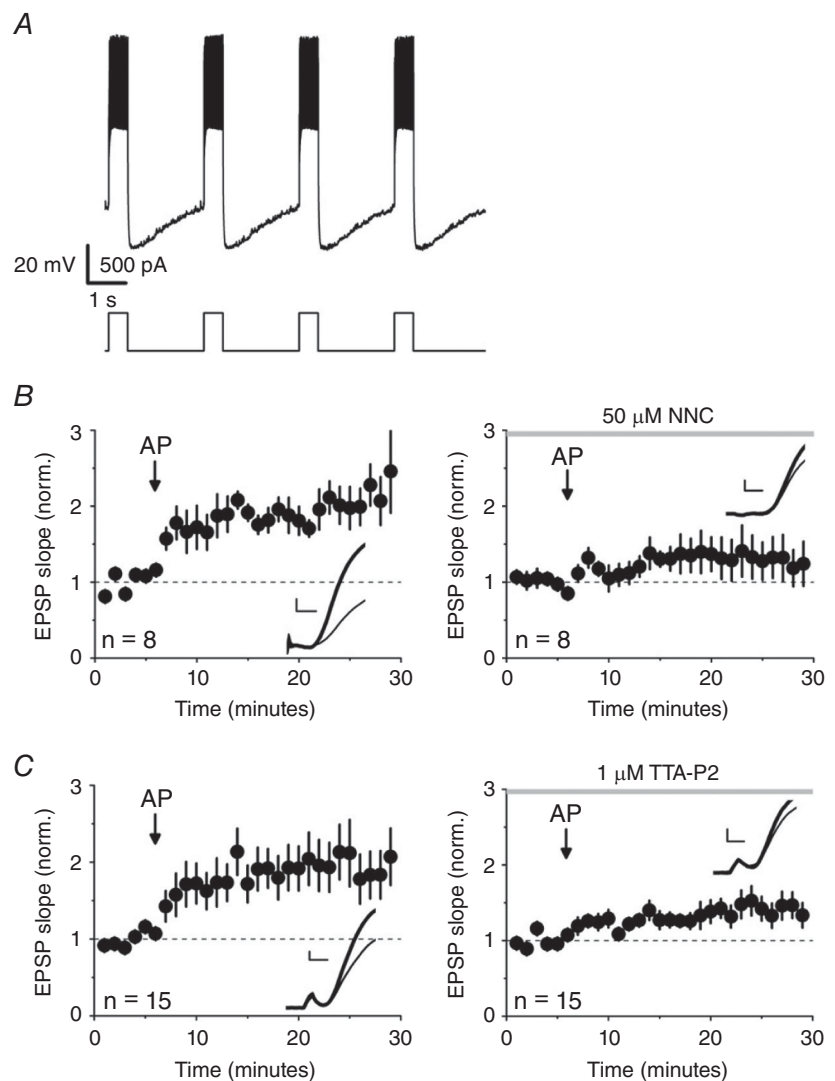 A
20 mV
500 pA
1 s
B
50 μM NNC
3
AP
2
1
0
EPSP slope (norm.)
n = 8
0
10
20
30
Time (minutes)
3
AP
2
1
0
EPSP slope (norm.)
n = 8
0
10
20
30
Time (minutes)
C
1 μM TTA-P2
3
AP
2
1
0
EPSP slope (norm.)
n = 15
0
10
20
30
Time (minutes)
3
AP
2
1
0
EPSP slope (norm.)
n = 15
0
10
20
30
Time (minutes)